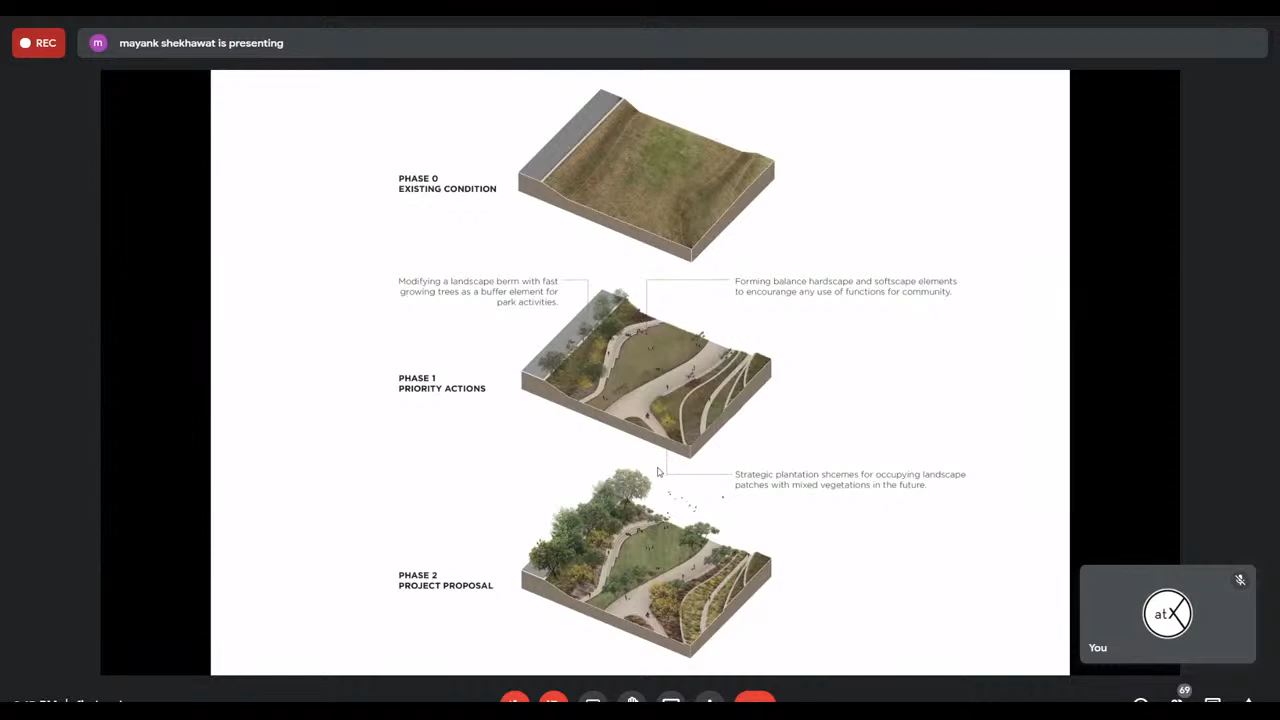 REC
m
mayank shekhawat is presenting
PHASE 0
EXISTING CONDITION
Modifying a landscape berm with fast
growing trees as a buffer element for
park activities.
Forming balance hardscape and softscape elements
to encourange any use of functions for community.
PHASE 1
PRIORITY ACTIONS
Strategic plantation shcemes for occupying landscape
patches with mixed vegetations in the future.
PHASE 2
PROJECT PROPOSAL
atX
You
69